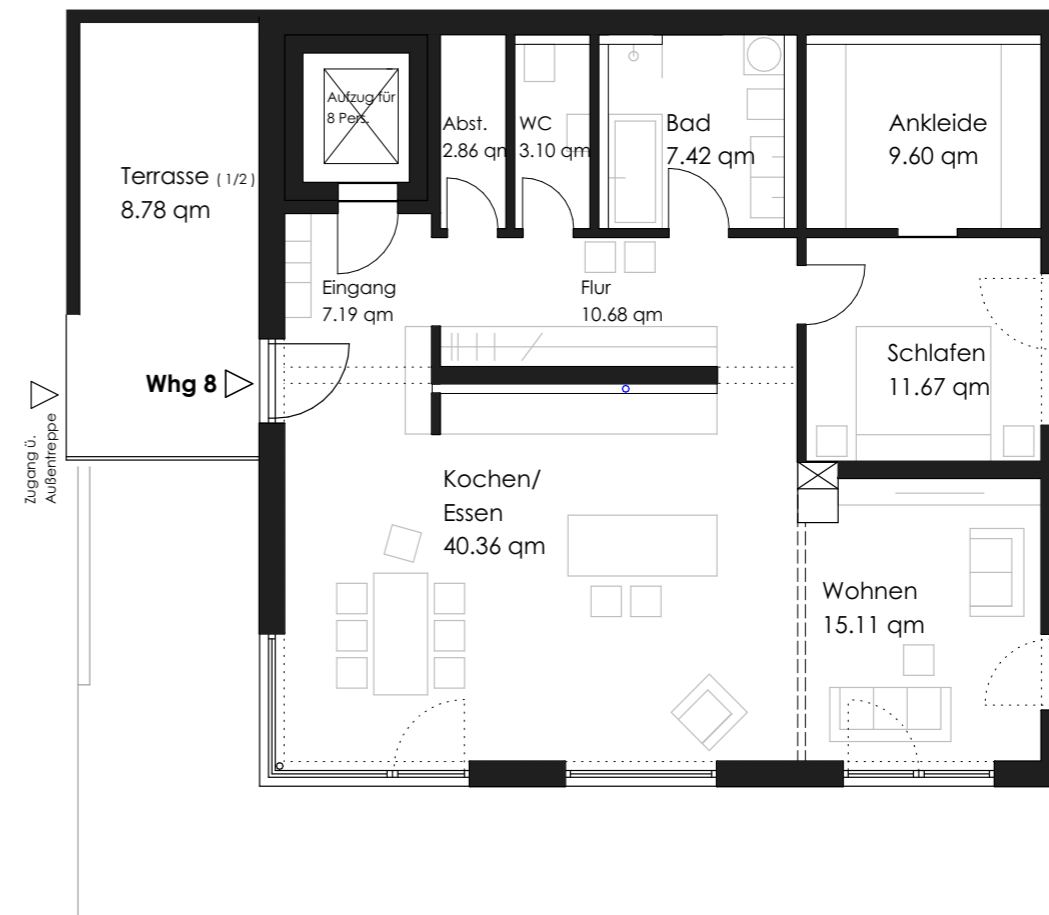 Aufzug für
8 Pers.
Abst.
2.86 qm
WC
3.10 qm
Bad
7.42 qm
Ankleide
9.60 qm
Terrasse (1/2)
8.78 qm
Eingang
7.19 qm
Flur
10.68 qm
Schlafen
11.67 qm
Whg 8
Zugang ü.
Außentreppe
Kochen/
Essen
40.36 qm
Wohnen
15.11 qm